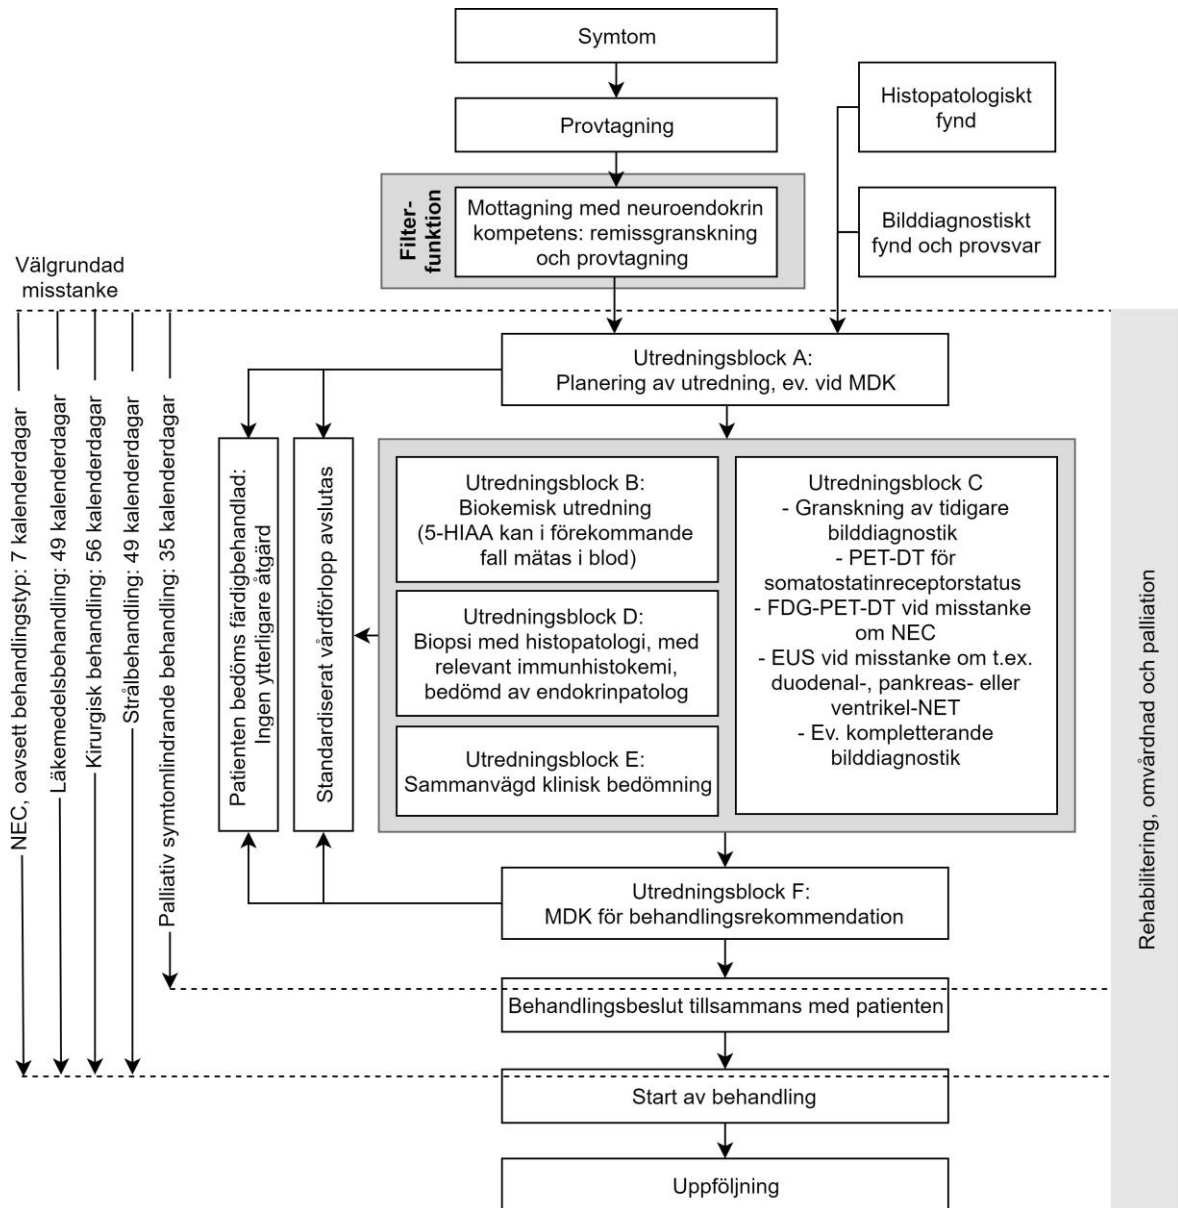 Symtom
Provtagning
Histopatologiskt
fynd
Filter-
funktion
Mottagning med neuroendokrin
kompetens: remissgranskning
och provtagning
Bilddiagnostiskt
fynd och provsvar
Välgrundad
misstanke
NEC, oavsett behandlingstyp: 7 kalenderdagar
Läkemedelsbehandling: 49 kalenderdagar
Kirurgisk behandling: 56 kalenderdagar
Strålbehandling: 49 kalenderdagar
Palliativ symtomlindrande behandling: 35 kalenderdagar
Utredningsblock A:
Planering av utredning, ev. vid MDK
Patienten bedöms färdigbehandlad:
Ingen ytterligare åtgärd
Standardiserat vårdförlopp avslutas
Utredningsblock B:
Biokemisk utredning
(5-HIAA kan i förekommande
fall mätas i blod)
Utredningsblock D:
Biopsi med histopatologi, med
relevant immunhistokemi,
bedömd av endokrinpatolog
Utredningsblock E:
Sammanvägd klinisk bedömning
Utredningsblock C
- Granskning av tidigare
bilddiagnostik
- PET-DT för
somatostatinreceptorstatus
- FDG-PET-DT vid misstanke
om NEC
- EUS vid misstanke om t.ex.
duodenal-, pankreas- eller
ventrikel-NET
- Ev. kompletterande
bilddiagnostik
Utredningsblock F:
MDK för behandlingsrekommendation
Behandlingsbeslut tillsammans med patienten
Start av behandling
Uppföljning
Rehabilitering, omvårdnad och palliation